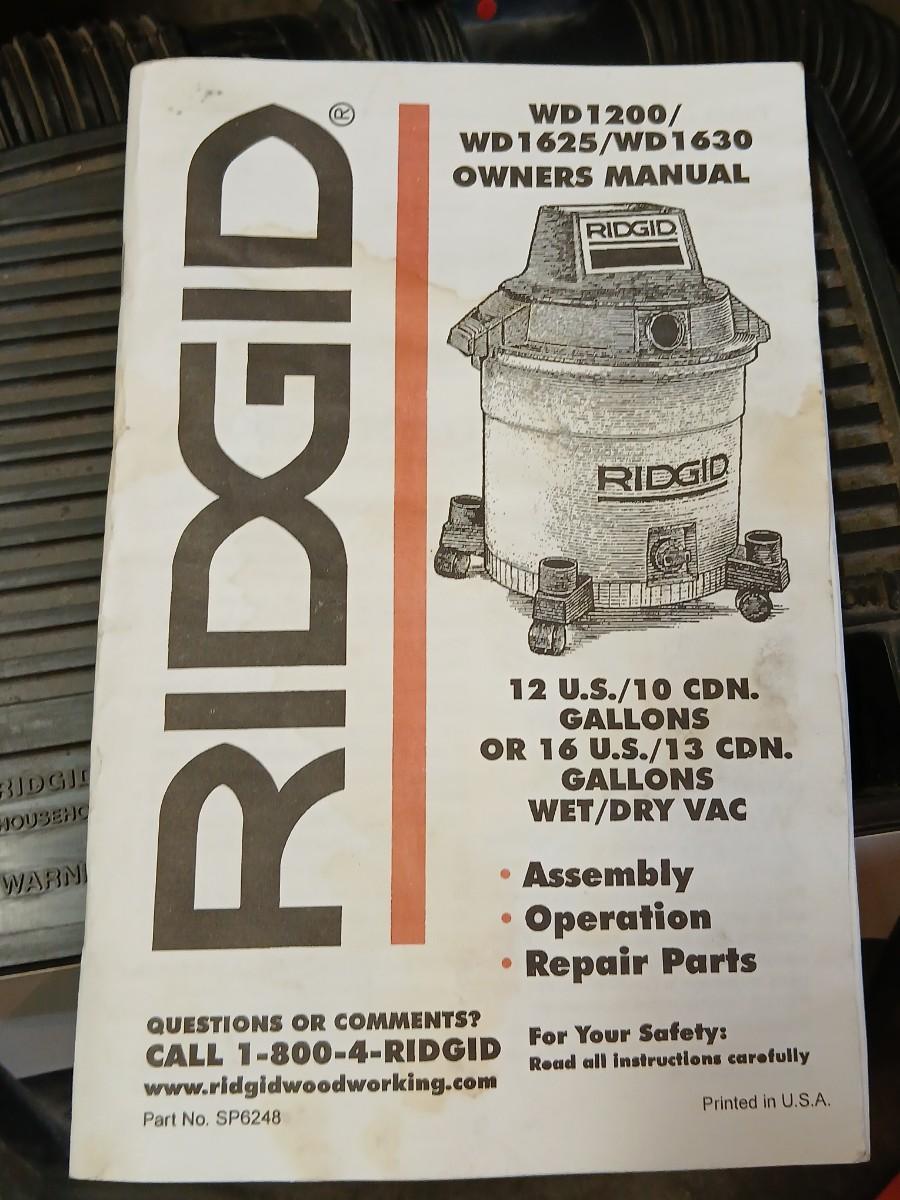 RIDGID®
WD1200/
WD1625/WD1630
OWNERS MANUAL
RIDGID
RIDGID
12 U.S./10 CDN.
GALLONS
OR 16 U.S./13 CDN.
GALLONS
WET/DRY VAC
• Assembly
• Operation
• Repair Parts
QUESTIONS OR COMMENTS?
CALL 1-800-4-RIDGID
www.ridgidwoodworking.com
Part No. SP6248
For Your Safety:
Read all instructions carefully
Printed in U.S.A.
RIDGID